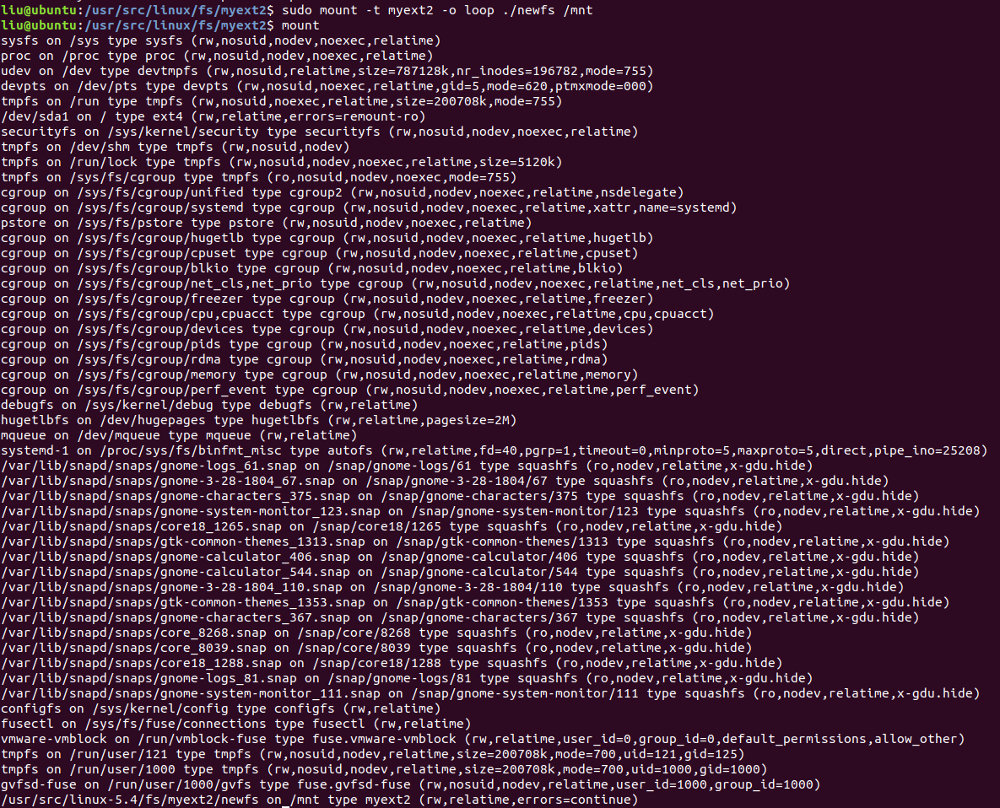 liu@ubuntu:/usr/src/linux/fs/myext2$ sudo mount -t myext2 -o loop ./newfs /mnt
liu@ubuntu:/usr/src/linux/fs/myext2$ mount
sysfs on /sys type sysfs (rw,nosuid,nodev,noexec,relatime)
proc on /proc type proc (rw,nosuid,nodev,noexec,relatime)
udev on /dev type devtmpfs (rw,nosuid,relatime,size=787128k,nr_inodes=196782,mode=755)
devpts on /dev/pts type devpts (rw,nosuid,noexec,relatime,gid=5,mode=620,ptmxmode=000)
tmpfs on /run type tmpfs (rw,nosuid,noexec,relatime,size=200708k,mode=755)
/dev/sda1 on / type ext4 (rw,relatime,errors=remount-ro)
securityfs on /sys/kernel/security type securityfs (rw,nosuid,nodev,noexec,relatime)
tmpfs on /dev/shm type tmpfs (rw,nosuid,nodev)
tmpfs on /run/lock type tmpfs (rw,nosuid,nodev,noexec,relatime,size=5120k)
tmpfs on /sys/fs/cgroup type tmpfs (ro,nosuid,nodev,noexec,mode=755)
cgroup on /sys/fs/cgroup/unified type cgroup2 (rw,nosuid,nodev,noexec,relatime,nsdelegate)
cgroup on /sys/fs/cgroup/systemd type cgroup (rw,nosuid,nodev,noexec,relatime,xattr,name=systemd)
pstore on /sys/fs/pstore type pstore (rw,nosuid,nodev,noexec,relatime)
cgroup on /sys/fs/cgroup/hugetlb type cgroup (rw,nosuid,nodev,noexec,relatime,hugetlb)
cgroup on /sys/fs/cgroup/cpuset type cgroup (rw,nosuid,nodev,noexec,relatime,cpuset)
cgroup on /sys/fs/cgroup/blkio type cgroup (rw,nosuid,nodev,noexec,relatime,blkio)
cgroup on /sys/fs/cgroup/net_cls,net_prio type cgroup (rw,nosuid,nodev,noexec,relatime,net_cls,net_prio)
cgroup on /sys/fs/cgroup/freezer type cgroup (rw,nosuid,nodev,noexec,relatime,freezer)
cgroup on /sys/fs/cgroup/cpu,cpuacct type cgroup (rw,nosuid,nodev,noexec,relatime,cpu,cpuacct)
cgroup on /sys/fs/cgroup/devices type cgroup (rw,nosuid,nodev,noexec,relatime,devices)
cgroup on /sys/fs/cgroup/pids type cgroup (rw,nosuid,nodev,noexec,relatime,pids)
cgroup on /sys/fs/cgroup/rdma type cgroup (rw,nosuid,nodev,noexec,relatime,rdma)
cgroup on /sys/fs/cgroup/memory type cgroup (rw,nosuid,nodev,noexec,relatime,memory)
cgroup on /sys/fs/cgroup/perf_event type cgroup (rw,nosuid,nodev,noexec,relatime,perf_event)
debugfs on /sys/kernel/debug type debugfs (rw,relatime)
hugetlbfs on /dev/hugepages type hugetlbfs (rw,relatime,pagesize=2M)
mqueue on /dev/mqueue type mqueue (rw,relatime)
systemd-1 on /proc/sys/fs/binfmt_misc type autofs (rw,relatime,fd=40,pgrp=1,timeout=0,minproto=5,maxproto=5,direct,pipe_ino=25208)
/var/lib/snapd/snaps/gnome-logs_61.snap on /snap/gnome-logs/61 type squashfs (ro,nodev,relatime,x-gdu.hide)
/var/lib/snapd/snaps/gnome-3-28-1804_67.snap on /snap/gnome-3-28-1804/67 type squashfs (ro,nodev,relatime,x-gdu.hide)
/var/lib/snapd/snaps/gnome-characters_375.snap on /snap/gnome-characters/375 type squashfs (ro,nodev,relatime,x-gdu.hide)
/var/lib/snapd/snaps/gnome-system-monitor_123.snap on /snap/gnome-system-monitor/123 type squashfs (ro,nodev,relatime,x-gdu.hide)
/var/lib/snapd/snaps/core18_1265.snap on /snap/core18/1265 type squashfs (ro,nodev,relatime,x-gdu.hide)
/var/lib/snapd/snaps/gtk-common-themes_1313.snap on /snap/gtk-common-themes/1313 type squashfs (ro,nodev,relatime,x-gdu.hide)
/var/lib/snapd/snaps/gnome-calculator_406.snap on /snap/gnome-calculator/406 type squashfs (ro,nodev,relatime,x-gdu.hide)
/var/lib/snapd/snaps/gnome-calculator_544.snap on /snap/gnome-calculator/544 type squashfs (ro,nodev,relatime,x-gdu.hide)
/var/lib/snapd/snaps/gnome-3-28-1804_110.snap on /snap/gnome-3-28-1804/110 type squashfs (ro,nodev,relatime,x-gdu.hide)
/var/lib/snapd/snaps/gtk-common-themes_1353.snap on /snap/gtk-common-themes/1353 type squashfs (ro,nodev,relatime,x-gdu.hide)
/var/lib/snapd/snaps/gnome-characters_367.snap on /snap/gnome-characters/367 type squashfs (ro,nodev,relatime,x-gdu.hide)
/var/lib/snapd/snaps/core_8268.snap on /snap/core/8268 type squashfs (ro,nodev,relatime,x-gdu.hide)
/var/lib/snapd/snaps/core_8039.snap on /snap/core/8039 type squashfs (ro,nodev,relatime,x-gdu.hide)
/var/lib/snapd/snaps/core18_1288.snap on /snap/core18/1288 type squashfs (ro,nodev,relatime,x-gdu.hide)
/var/lib/snapd/snaps/gnome-logs_81.snap on /snap/gnome-logs/81 type squashfs (ro,nodev,relatime,x-gdu.hide)
/var/lib/snapd/snaps/gnome-system-monitor_111.snap on /snap/gnome-system-monitor/111 type squashfs (ro,nodev,relatime,x-gdu.hide)
configfs on /sys/kernel/config type configfs (rw,relatime)
fusectl on /sys/fs/fuse/connections type fusectl (rw,relatime)
vmware-vmblock on /run/vmblock-fuse type fuse.vmware-vmblock (rw,relatime,user_id=0,group_id=0,default_permissions,allow_other)
tmpfs on /run/user/121 type tmpfs (rw,nosuid,nodev,relatime,size=200708k,mode=700,uid=121,gid=125)
tmpfs on /run/user/1000 type tmpfs (rw,nosuid,nodev,relatime,size=200708k,mode=700,uid=1000,gid=1000)
gvfsd-fuse on /run/user/1000/gvfs type fuse.gvfsd-fuse (rw,nosuid,nodev,relatime,user_id=1000,group_id=1000)
/usr/src/linux-5.4/fs/myext2/newfs on /mnt type myext2 (rw,relatime,errors=continue)